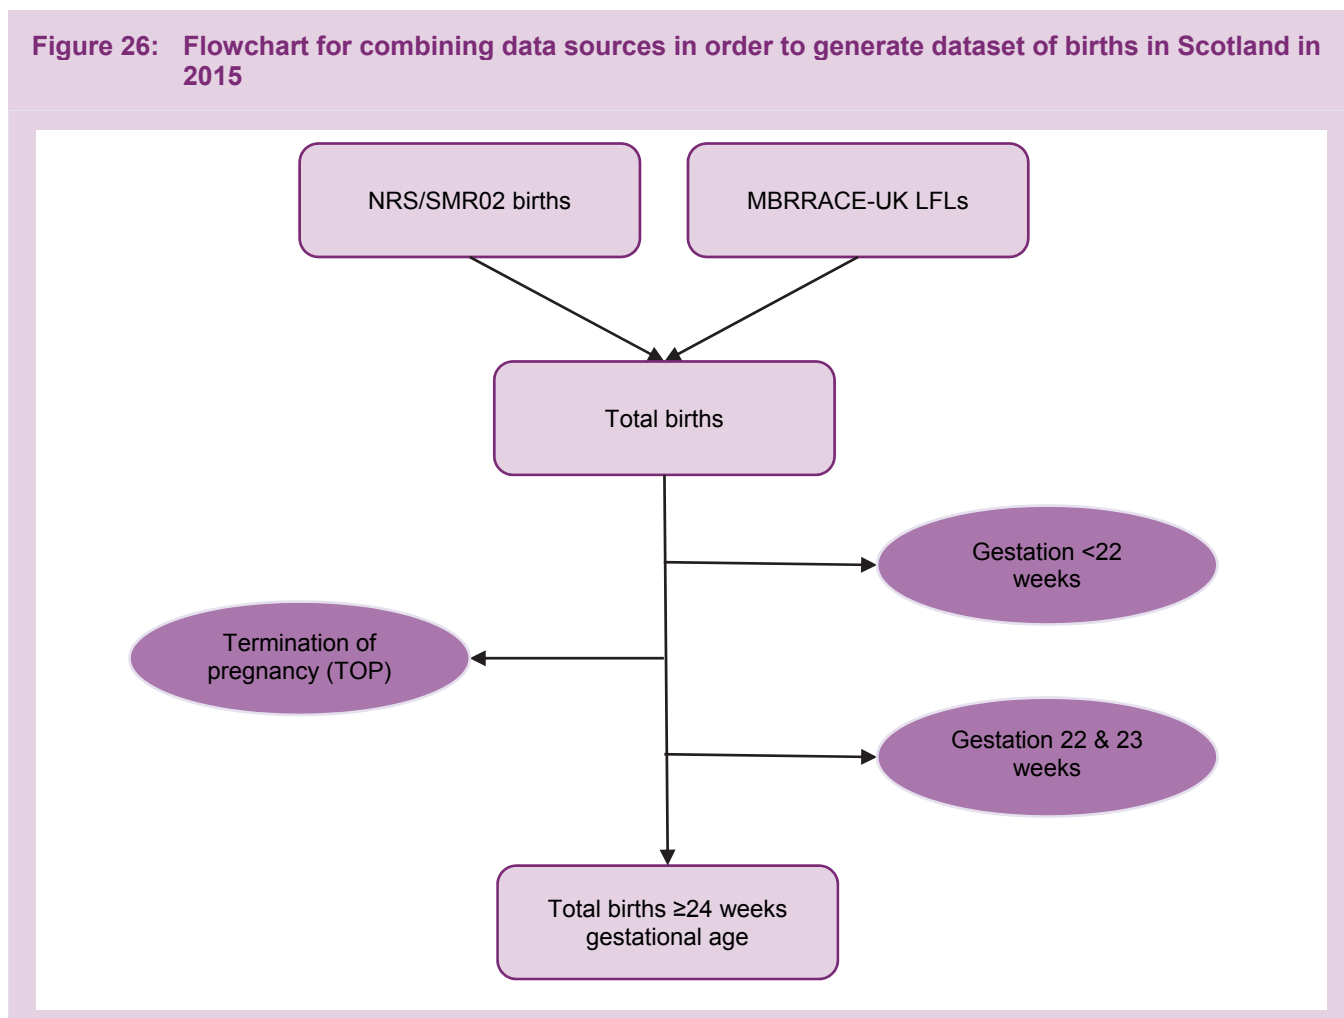 Figure 26: Flowchart for combining data sources in order to generate dataset of births in Scotland in
2015
NRS/SMR02 births
MBRRACE-UK LFLs
Total births
Gestation <22
weeks
Termination of
pregnancy (TOP)
Gestation 22 & 23
weeks
Total births ≥24 weeks
gestational age